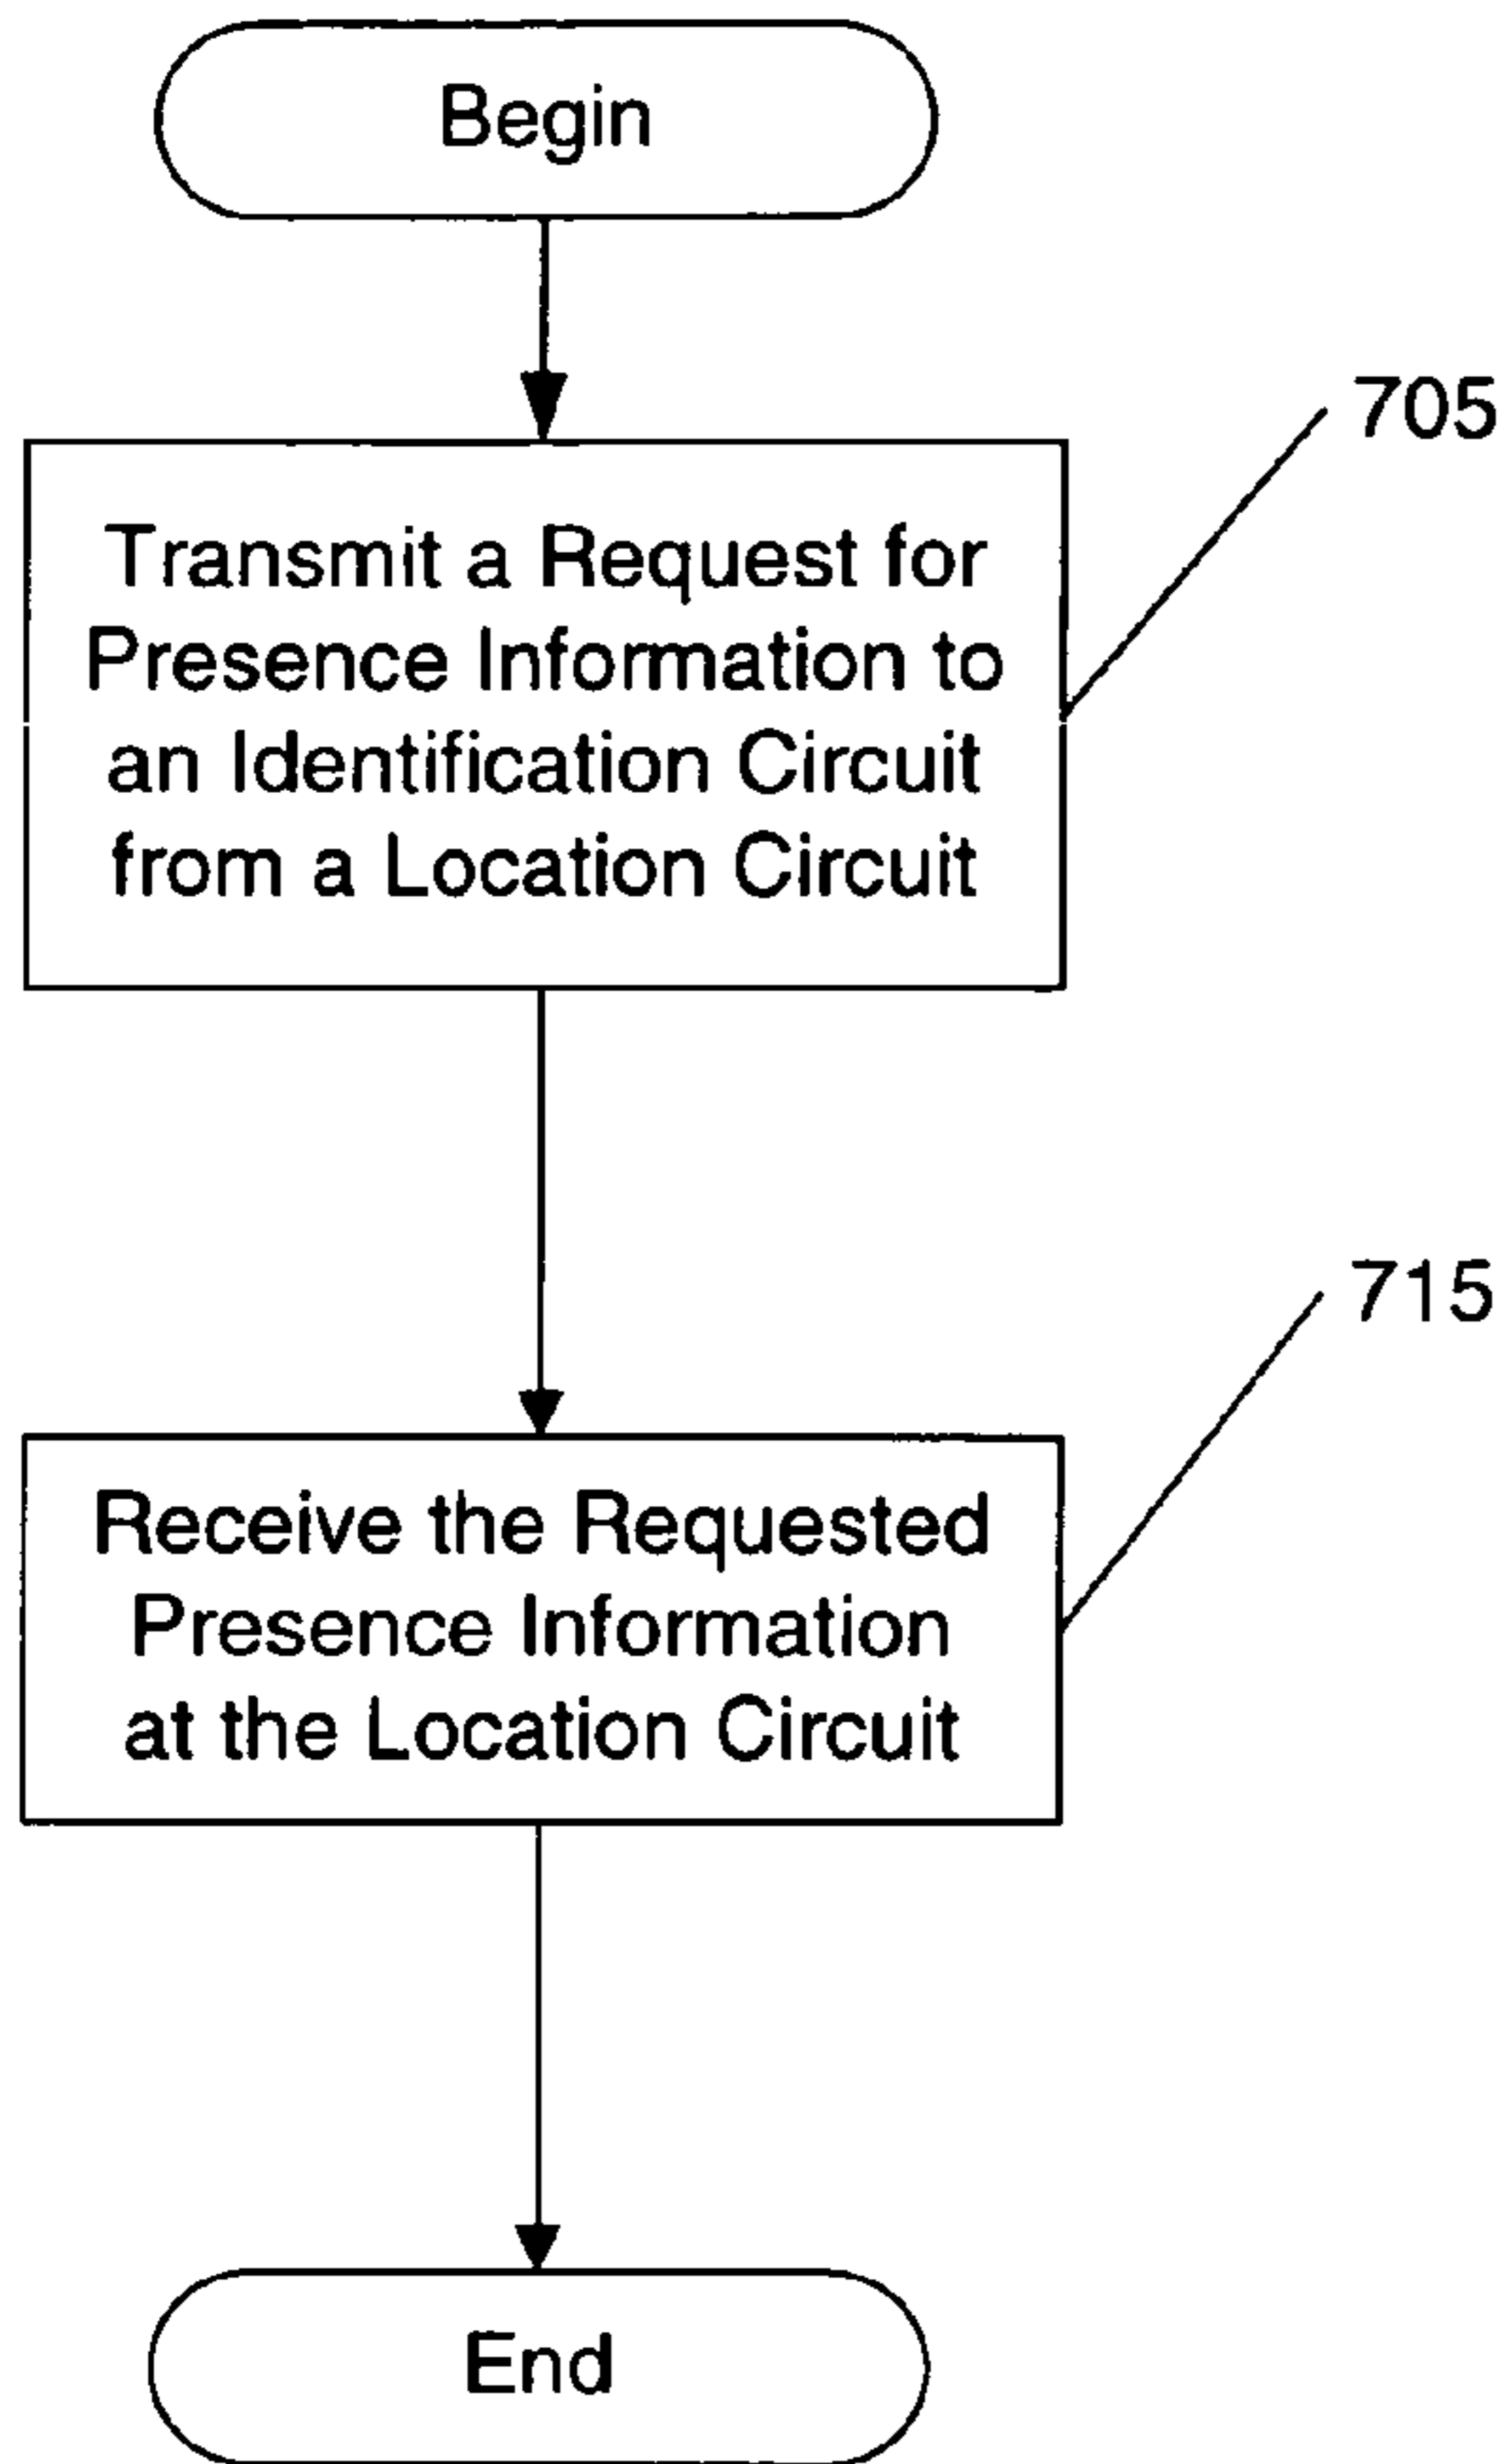 Begin
705
Transmit a Request for
Presence Information to
an Identification Circuit
from a Location Circuit
715
Receive the Requested
Presence Information
at the Location Circuit
End